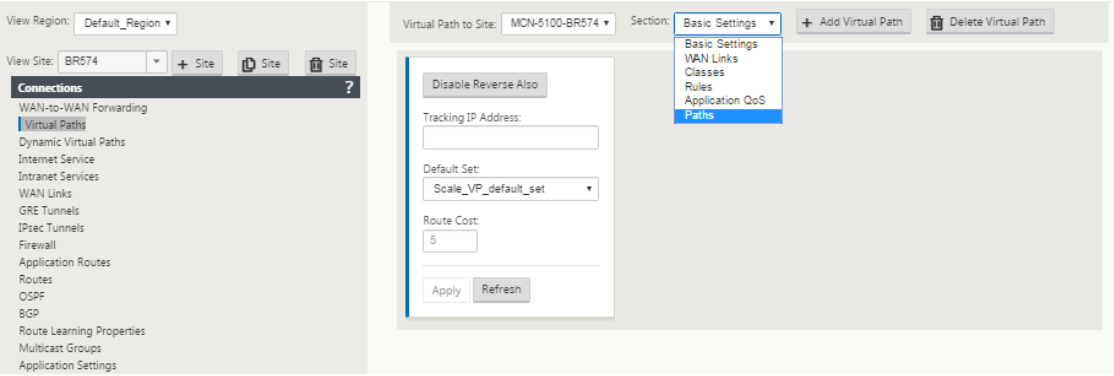 View Region: Default_Region
View Site: BR574 + Site Site Site
Connections ?
WAN-to-WAN Forwarding
Virtual Paths
Dynamic Virtual Paths
Internet Service
Intranet Services
WAN Links
GRE Tunnels
IPsec Tunnels
Firewall
Application Routes
Routes
OSPF
BGP
Route Learning Properties
Multicast Groups
Application Settings
Virtual Path to Site: MCN-5100-BR574 Section: Basic Settings + Add Virtual Path Delete Virtual Path
Basic Settings
WAN Links
Classes
Rules
Application QoS
Paths
Disable Reverse Also
Tracking IP Address:
Default Set:
Scale_VP_default_set
Route Cost:
5
Apply Refresh